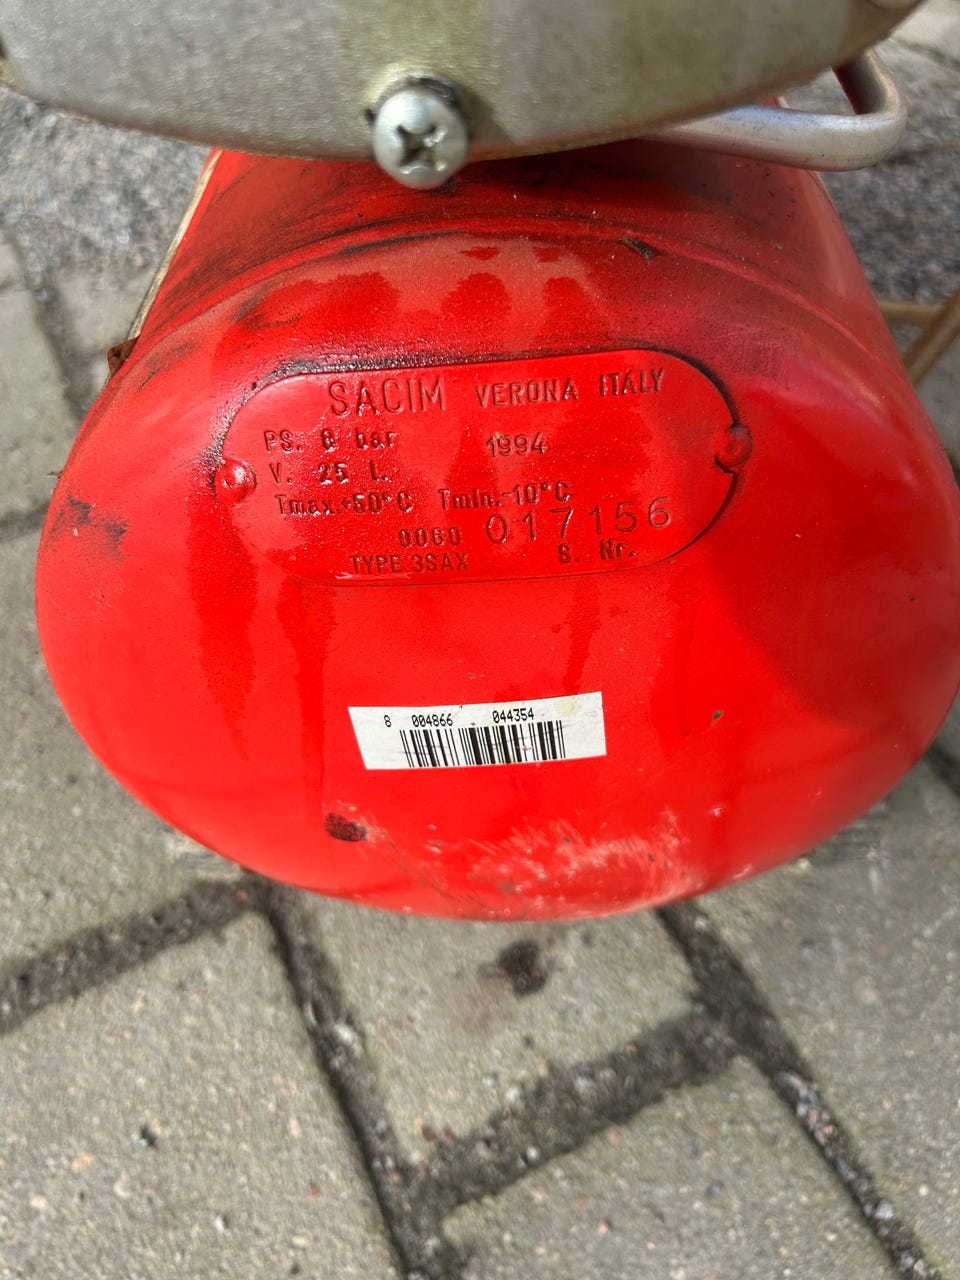 SACIM VERONA ITALY
PS. 8 bar 1994
V. 25 L.
Tmax.+50°C Tmin.-10°C
0060 017156
TYPE 3SAX S. Nr.
8 004866 044354